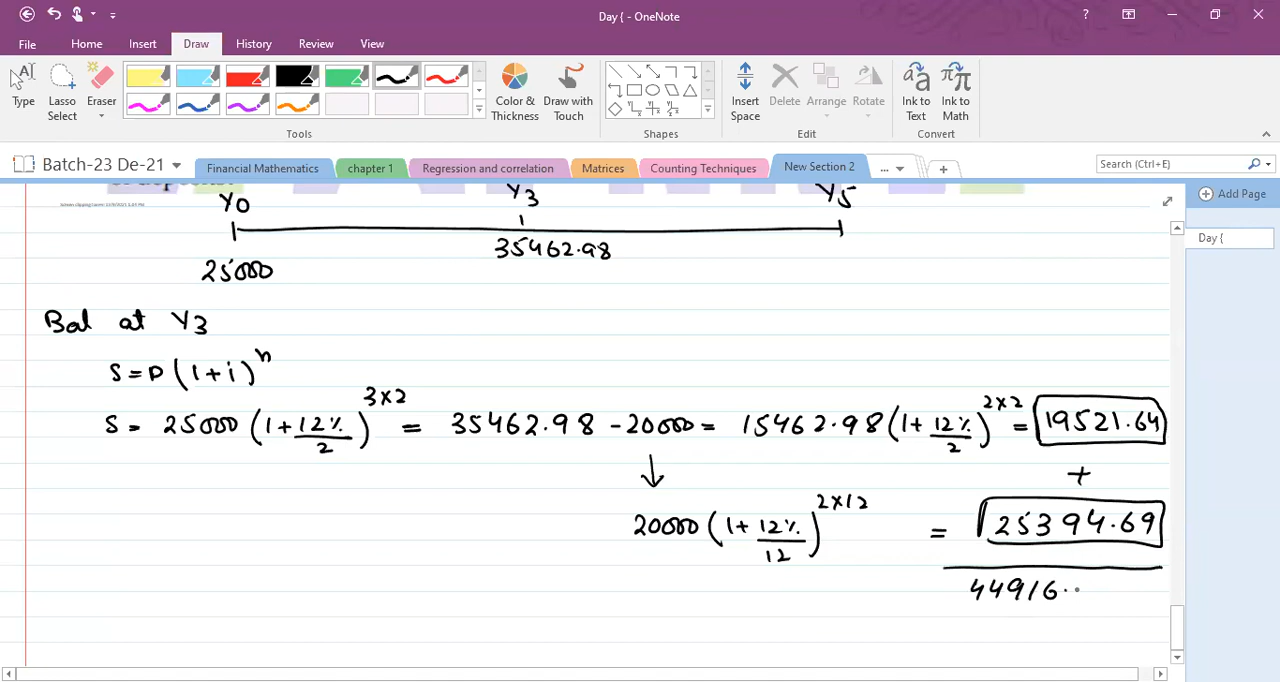 Day { - OneNote
File Home Insert Draw History Review View
Type
Lasso Select
Eraser
Color & Thickness
Draw with Touch
Insert Space
Delete
Arrange
Rotate
Ink to Text
Ink to Math
Tools
Shapes
Edit
Convert
Batch-23 De-21
Financial Mathematics
chapter 1
Regression and correlation
Matrices
Counting Techniques
New Section 2
...
Search (Ctrl+E)
Add Page
Day {
Y0 Y3 Y5
35462.98
25000
Bal at Y3
S=P(1+i)^n
S = 25000(1+12%/2)^3×2 = 35462.98 -20000= 15462.98(1+12%/2)^2×2 = 19521.64
↓ +
20000(1+12%/12)^2×12 = 25394.69
44916..